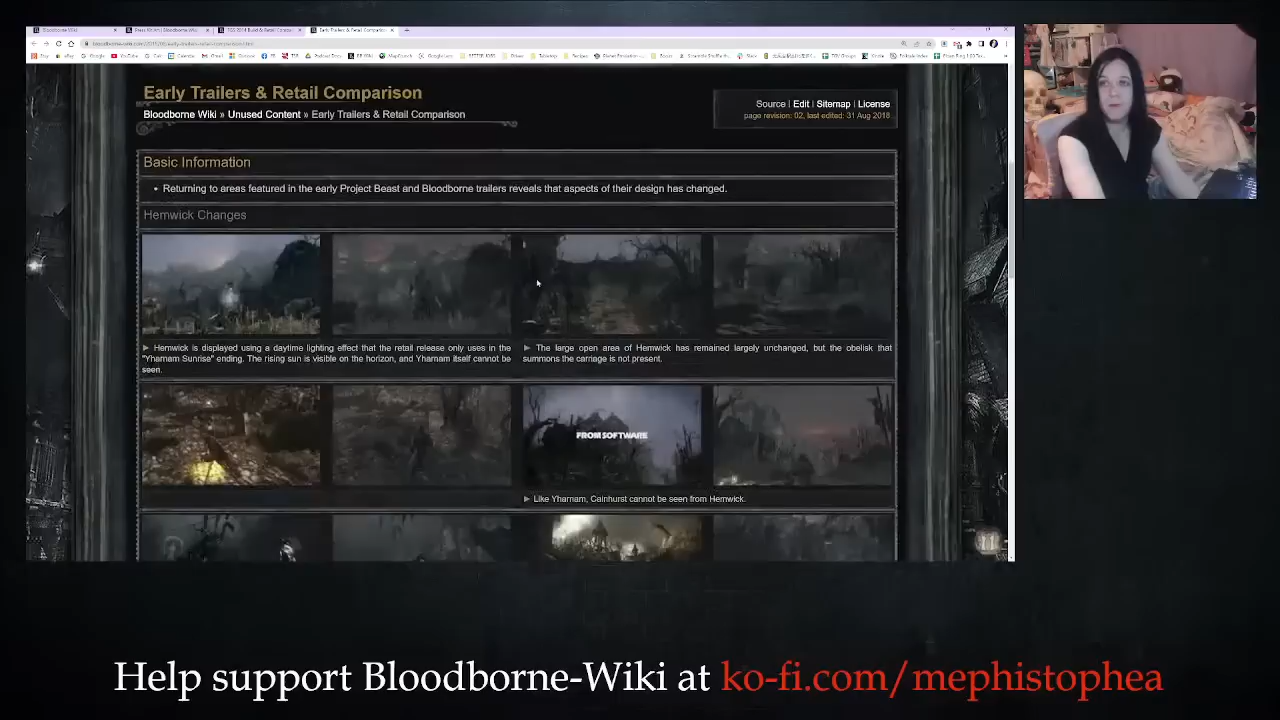 Bloodborne Wiki
Early Trailers & Retail Comparison
Source | Edit | Sitemap | License
Bloodborne Wiki » Unused Content » Early Trailers & Retail Comparison
page revision: 02, last edited: 31 Aug 2018
Basic Information
• Returning to areas featured in the early Project Beast and Bloodborne trailers reveals that aspects of their design has changed.
Hemwick Changes
► Hemwick is displayed using a daytime lighting effect that the retail release only uses in the
"Yharnam Sunrise" ending. The rising sun is visible on the horizon, and Yharnam itself cannot be
seen.
► The large open area of Hemwick has remained largely unchanged, but the obelisk that
summons the carriage is not present.
FROM SOFTWARE
► Like Yharnam, Cainhurst cannot be seen from Hemwick.
Help support Bloodborne-Wiki at ko-fi.com/mephistophea